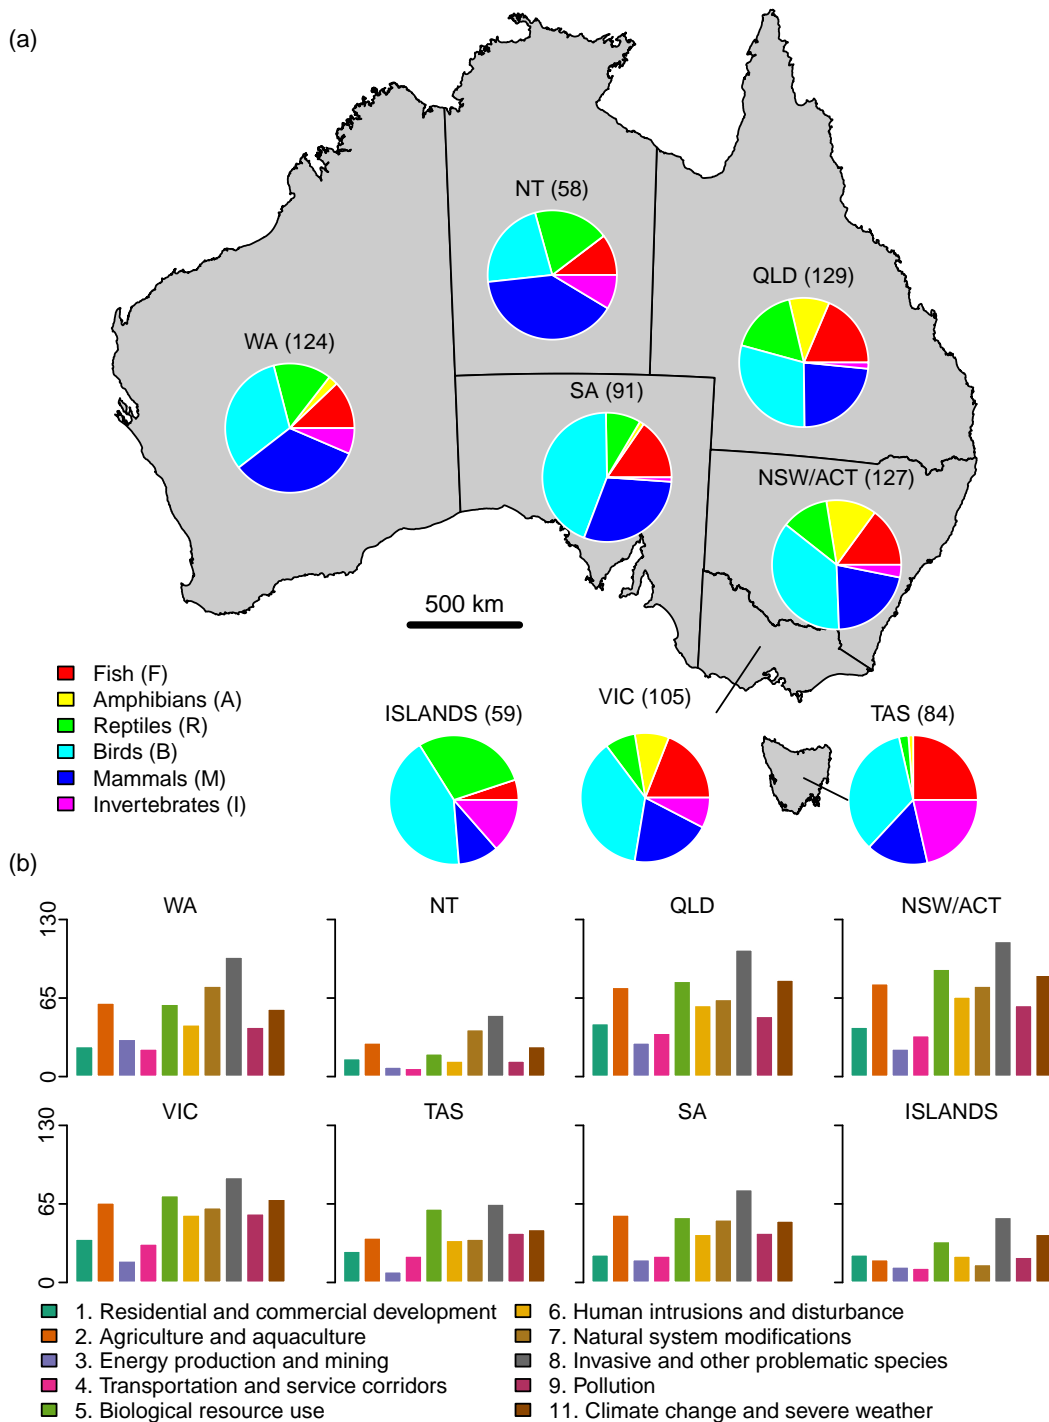 (a)
NT (58)
QLD (129)
WA (124)
SA (91)
NSW/ACT (127)
500 km
Fish (F)
Amphibians (A)
Reptiles (R)
Birds (B)
Mammals (M)
Invertebrates (I)
ISLANDS (59)
VIC (105)
TAS (84)
(b)
WA
NT
QLD
NSW/ACT
130
65
0
VIC
TAS
SA
ISLANDS
130
65
0
1. Residential and commercial development
2. Agriculture and aquaculture
3. Energy production and mining
4. Transportation and service corridors
5. Biological resource use
6. Human intrusions and disturbance
7. Natural system modifications
8. Invasive and other problematic species
9. Pollution
11. Climate change and severe weather